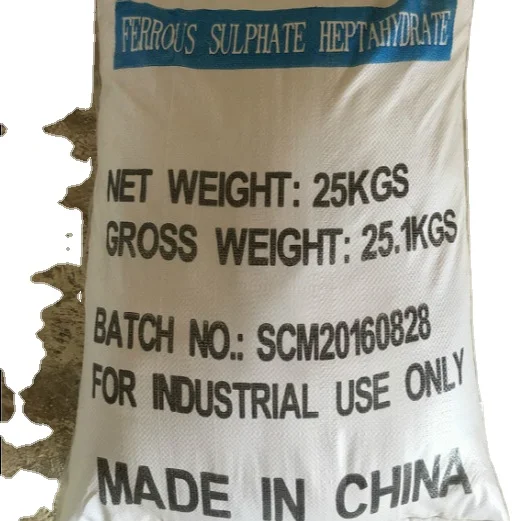 FERROUS SULPHATE HEPTAHYDRATE
NET WEIGHT: 25KGS
GROSS WEIGHT: 25.1KGS
BATCH NO.: SCM20160828
FOR INDUSTRIAL USE ONLY
MADE IN CHINA